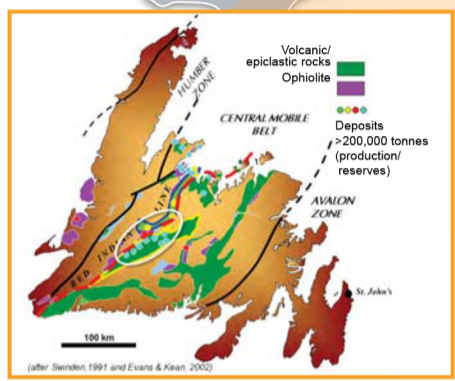 Volcanic/
epiclastic rocks
Ophiolite
Deposits
>200,000 tonnes
(production/
reserves)
HUMBER
ZONE
CENTRAL MOBILE
BELT
AVALON
ZONE
RED INDIAN LINE
St. John's
100 km
(after Swinden, 1991 and Evans & Kean, 2002)